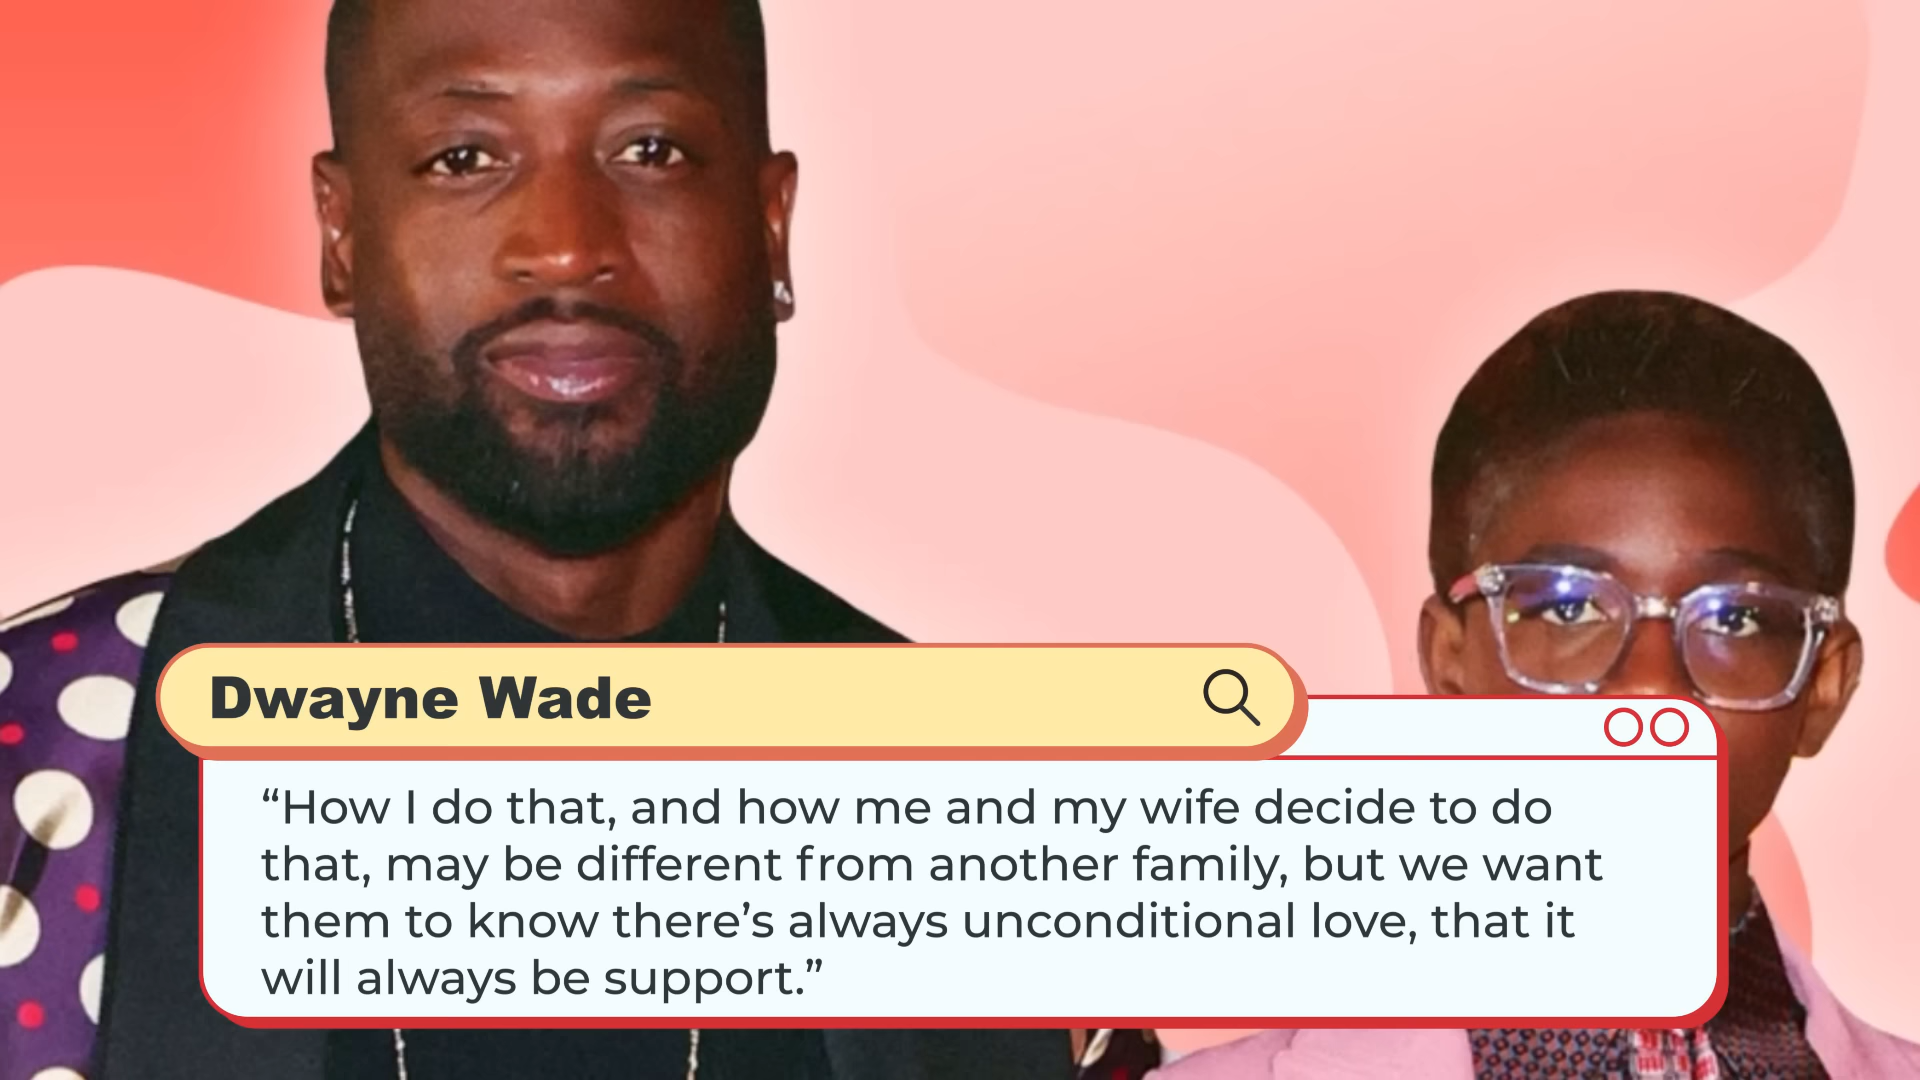 Dwayne Wade
“How I do that, and how me and my wife decide to do
that, may be different from another family, but we want
them to know there’s always unconditional love, that it
will always be support.”